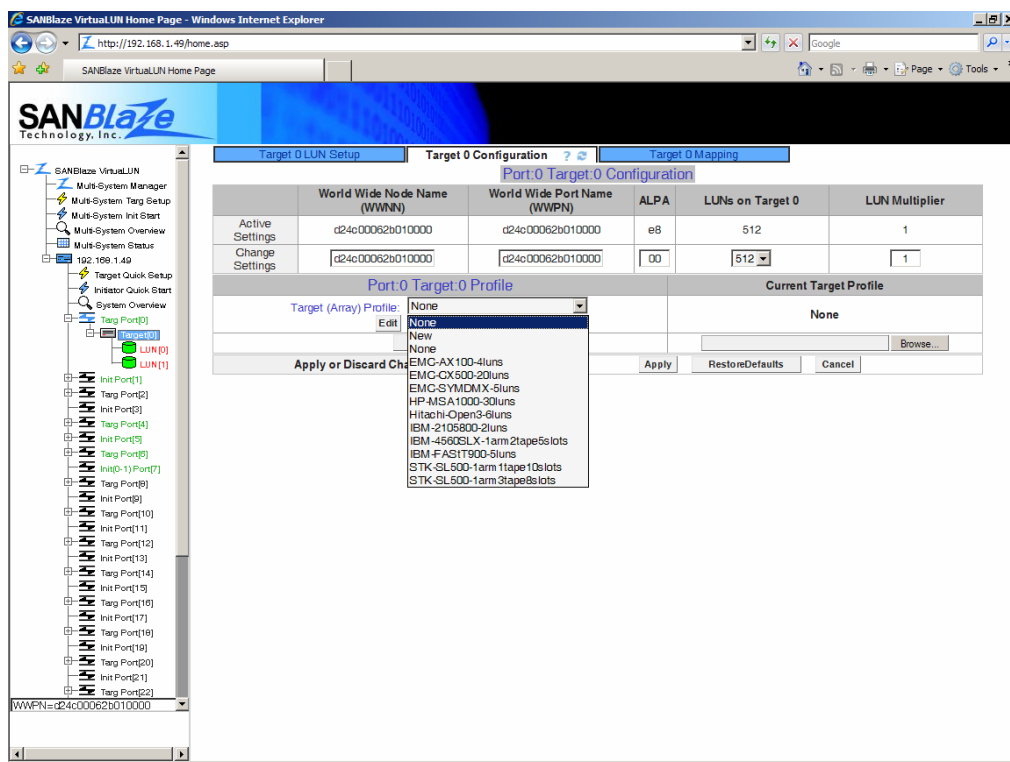 SANBlaze VirtuaLUN Home Page - Windows Internet Explorer
http://192.168.1.49/home.asp
Google
SANBlaze VirtuaLUN Home Page
Page
Tools
SANBlaze
Technology, Inc.
Target 0 LUN Setup
Target 0 Configuration
?
Target 0 Mapping
Port:0 Target:0 Configuration
World Wide Node Name (WWNN)
World Wide Port Name (WWPN)
ALPA
LUNs on Target 0
LUN Multiplier
Active Settings
d24c00062b010000
d24c00062b010000
e8
512
1
Change Settings
d24c00062b010000
d24c00062b010000
00
512
1
Port:0 Target:0 Profile
Current Target Profile
Target (Array) Profile:
None
Edit
None
Browse...
Apply or Discard Cha
Apply
RestoreDefaults
Cancel
None
New
None
EMC-AX100-4luns
EMC-CX500-20luns
EMC-SYMDMX-5luns
HP-MSA1000-30luns
Hitachi-Open3-6luns
IBM-2105800-2luns
IBM-4560SLX-1arm2tape5slots
IBM-FAStT900-5luns
STK-SL500-1arm1tape10slots
STK-SL500-1arm3tape8slots
SANBlaze VirtuaLUN
Multi-System Manager
Multi-System Targ Setup
Multi-System Init Start
Multi-System Overview
Multi-System Status
192.168.1.49
Target Quick Setup
Initiator Quick Start
System Overview
Targ Port[0]
Target[0]
LUN[0]
LUN[1]
Init Port[1]
Targ Port[2]
Init Port[3]
Targ Port[4]
Init Port[5]
Targ Port[6]
Init(0-1) Port[7]
Targ Port[8]
Init Port[9]
Targ Port[10]
Init Port[11]
Targ Port[12]
Init Port[13]
Targ Port[14]
Init Port[15]
Targ Port[16]
Init Port[17]
Targ Port[18]
Init Port[19]
Targ Port[20]
Init Port[21]
Targ Port[22]
WWPN=d24c00062b010000